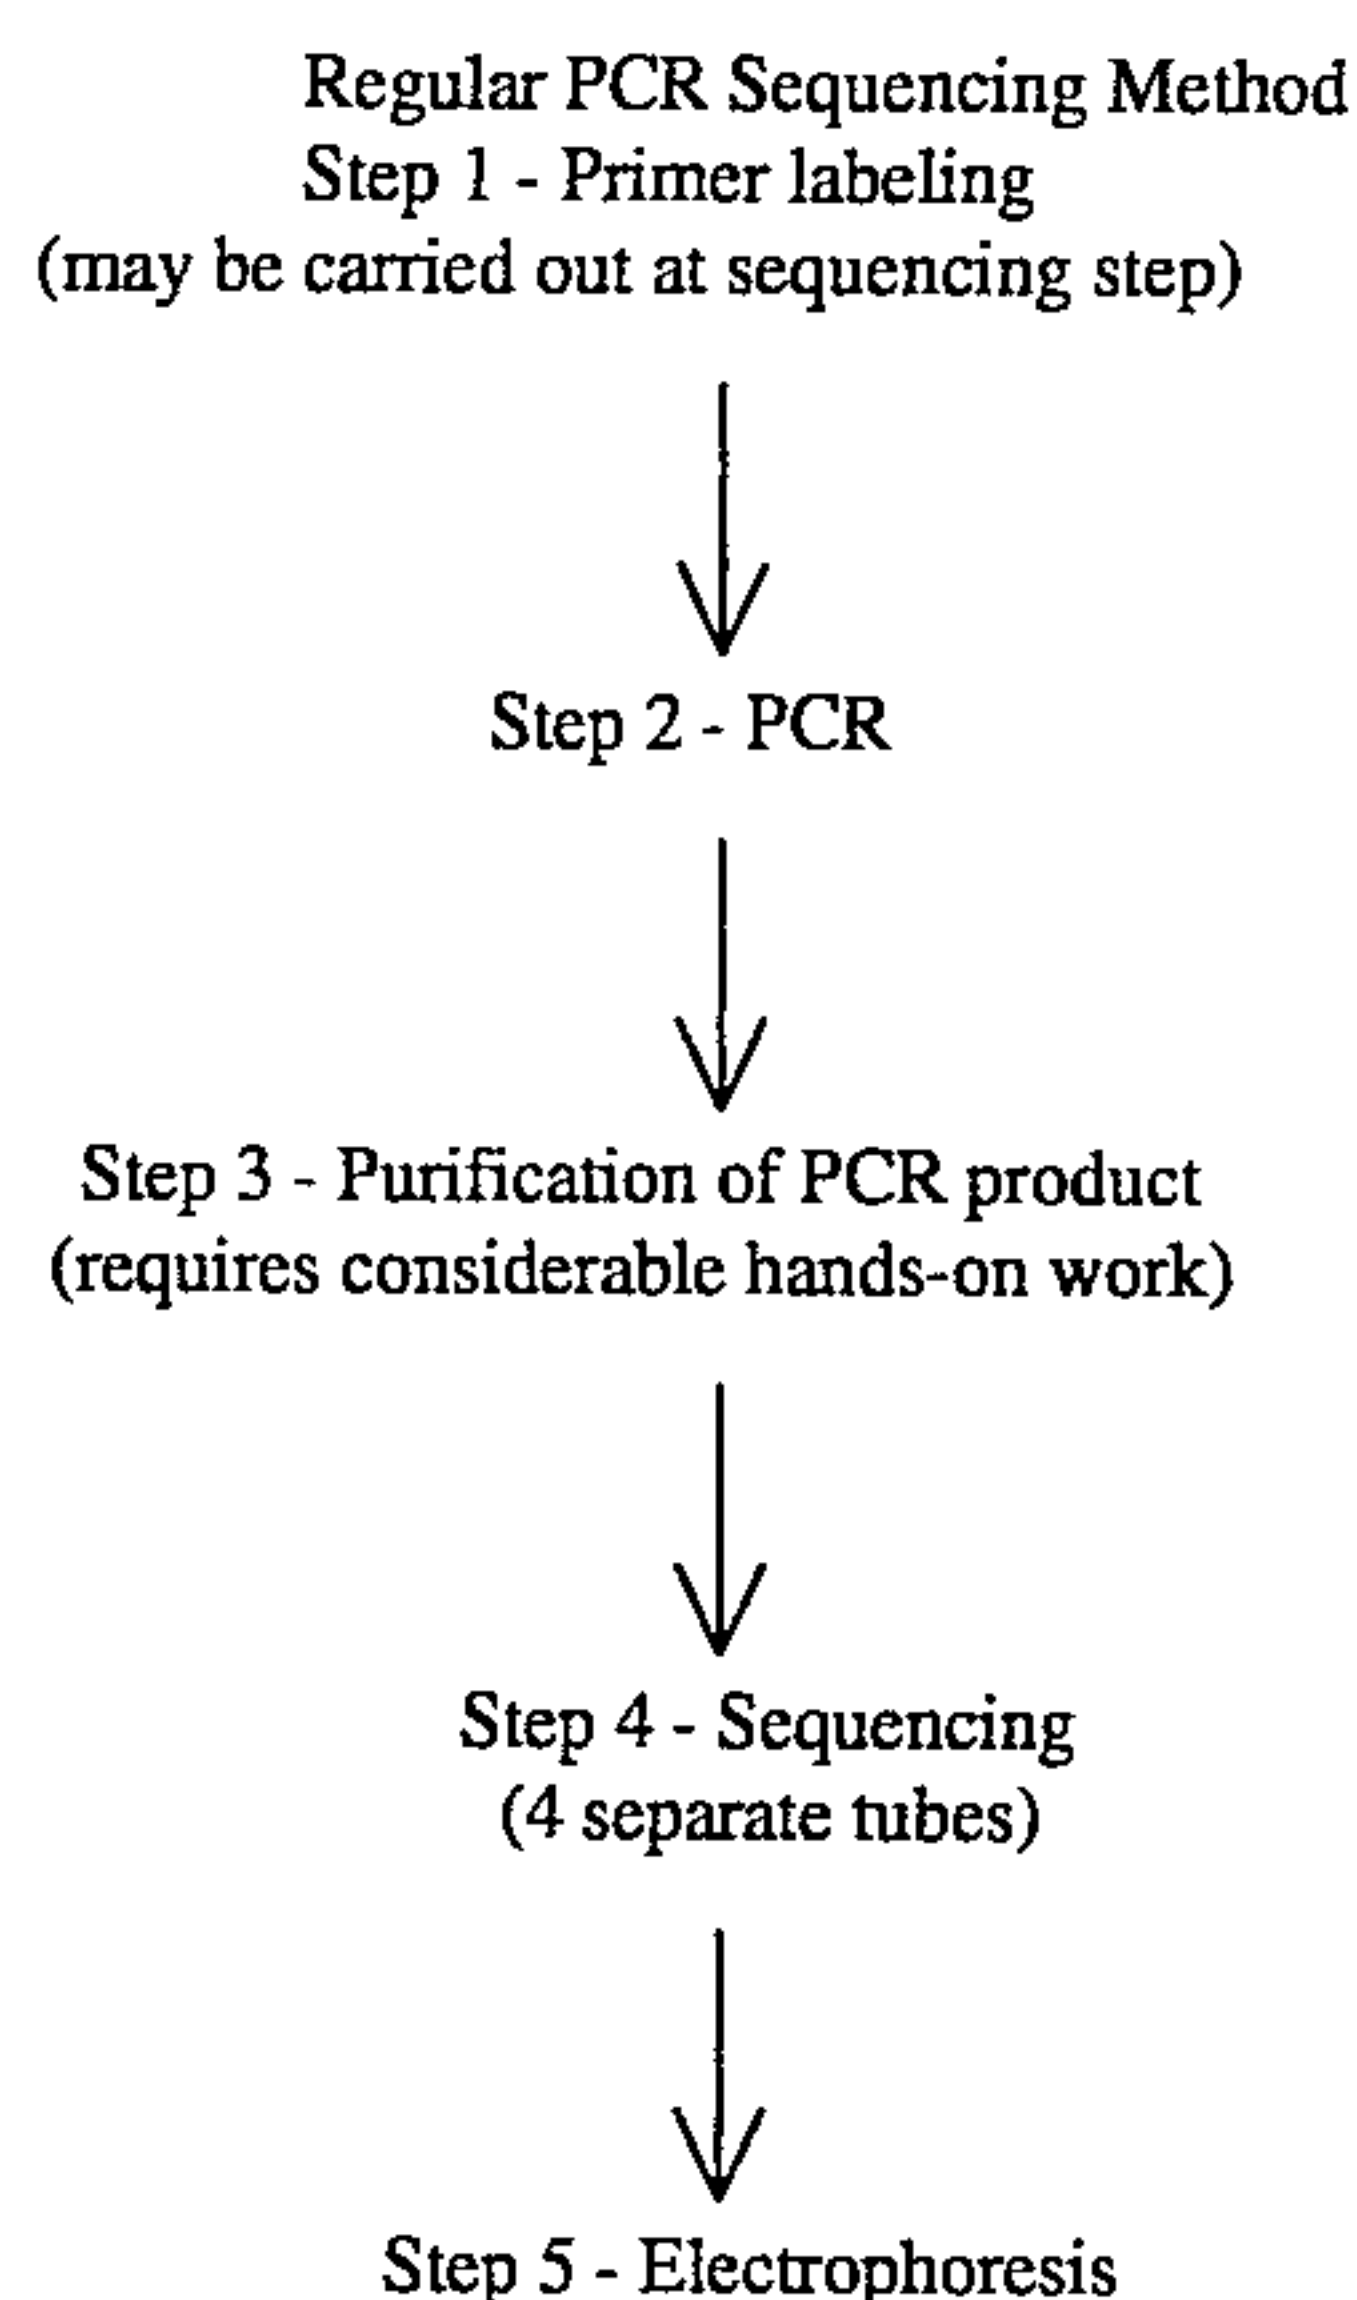 Regular PCR Sequencing Method
Step 1 - Primer labeling
(may be carried out at sequencing step)
Step 2 - PCR
Step 3 - Purification of PCR product
(requires considerable hands-on work)
Step 4 - Sequencing
(4 separate tubes)
Step 5 - Electrophoresis